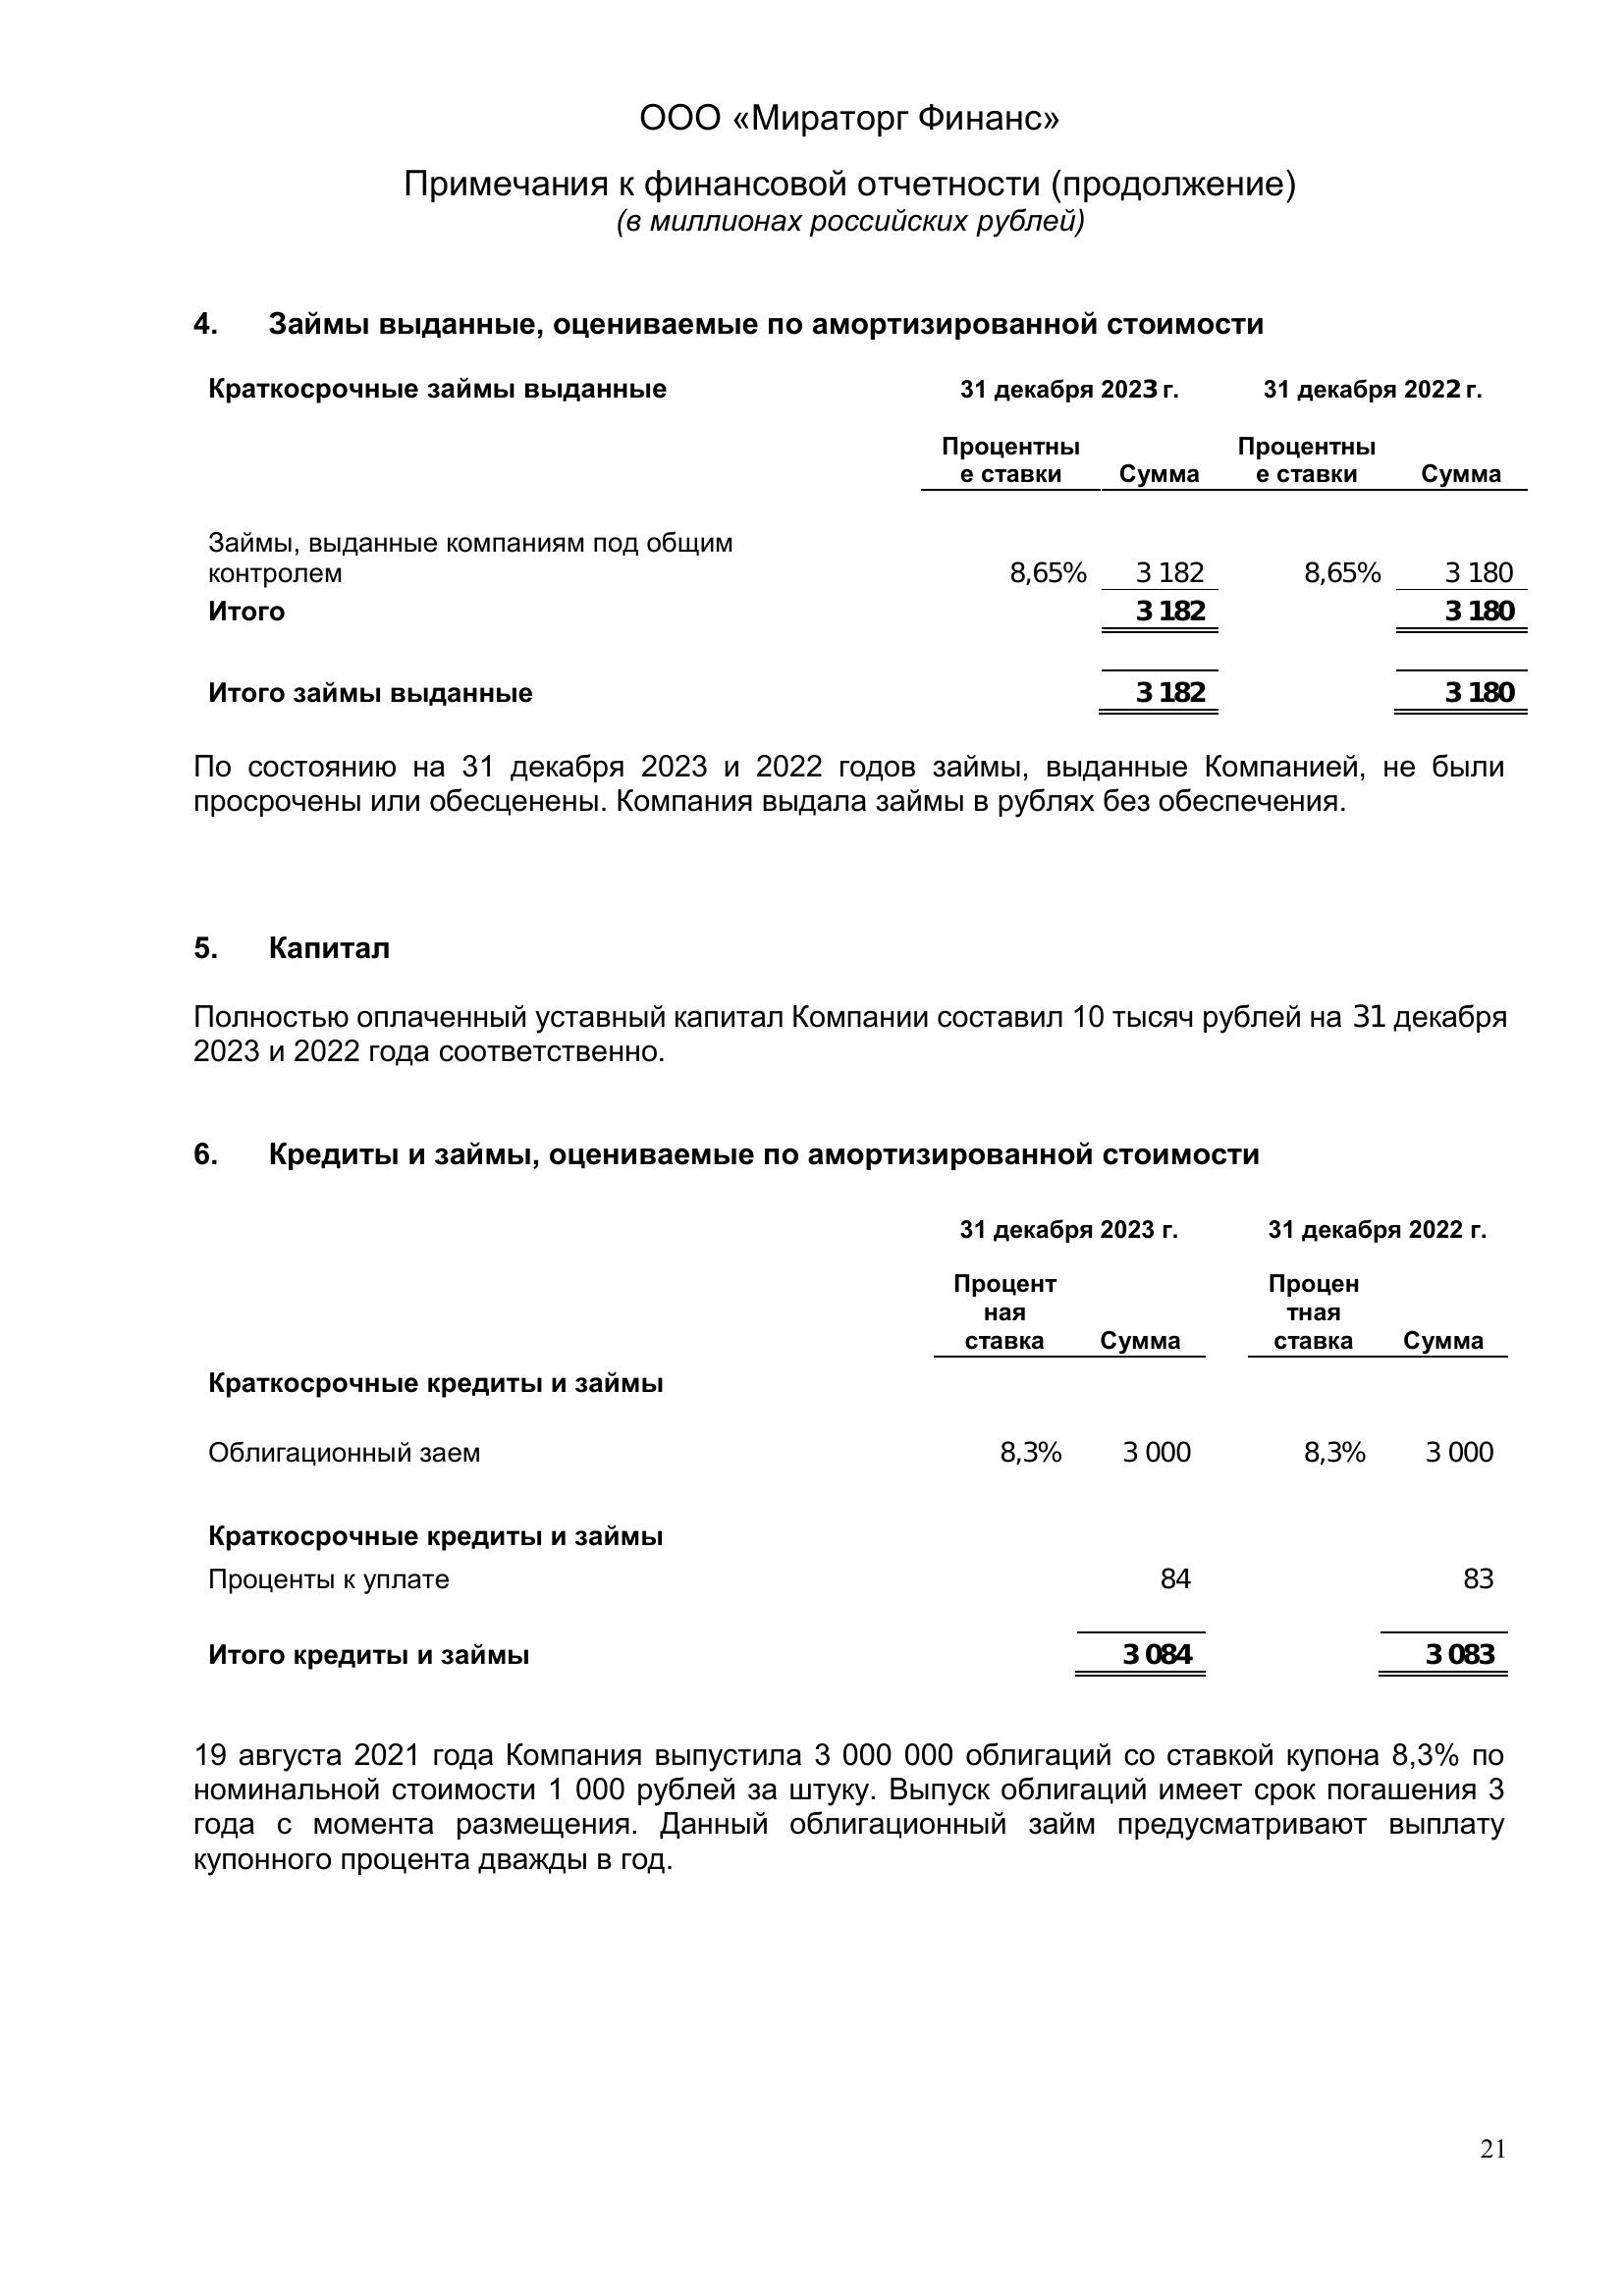 ООО «Мираторг Финанс»
Примечания к финансовой отчетности (продолжение)
(в миллионах российских рублей)
4. Займы выданные, оцениваемые по амортизированной стоимости
Краткосрочные займы выданные 31 декабря 2023 г. 31 декабря 2022 г.
Процентны Процентны
е ставки Сумма е ставки Сумма
Займы, выданные компаниям под общим
контролем 8,65% 3 182 8,65% 3 180
Итого 3 182 3 180
Итого займы выданные 3 182 3 180
По состоянию на 31 декабря 2023 и 2022 годов займы, выданные Компанией, не были
просрочены или обесценены. Компания выдала займы в рублях без обеспечения.
5. Капитал
Полностью оплаченный уставный капитал Компании составил 10 тысяч рублей на 31 декабря
2023 и 2022 года соответственно.
6. Кредиты и займы, оцениваемые по амортизированной стоимости
31 декабря 2023 г. 31 декабря 2022 г.
Процент Процен
ная тная
ставка Сумма ставка Сумма
Краткосрочные кредиты и займы
Облигационный заем 8,3% 3 000 8,3% 3 000
Краткосрочные кредиты и займы
Проценты к уплате 84 83
Итого кредиты и займы 3 084 3 083
19 августа 2021 года Компания выпустила 3 000 000 облигаций со ставкой купона 8,3% по
номинальной стоимости 1 000 рублей за штуку. Выпуск облигаций имеет срок погашения 3
года с момента размещения. Данный облигационный займ предусматривают выплату
купонного процента дважды в год.
21